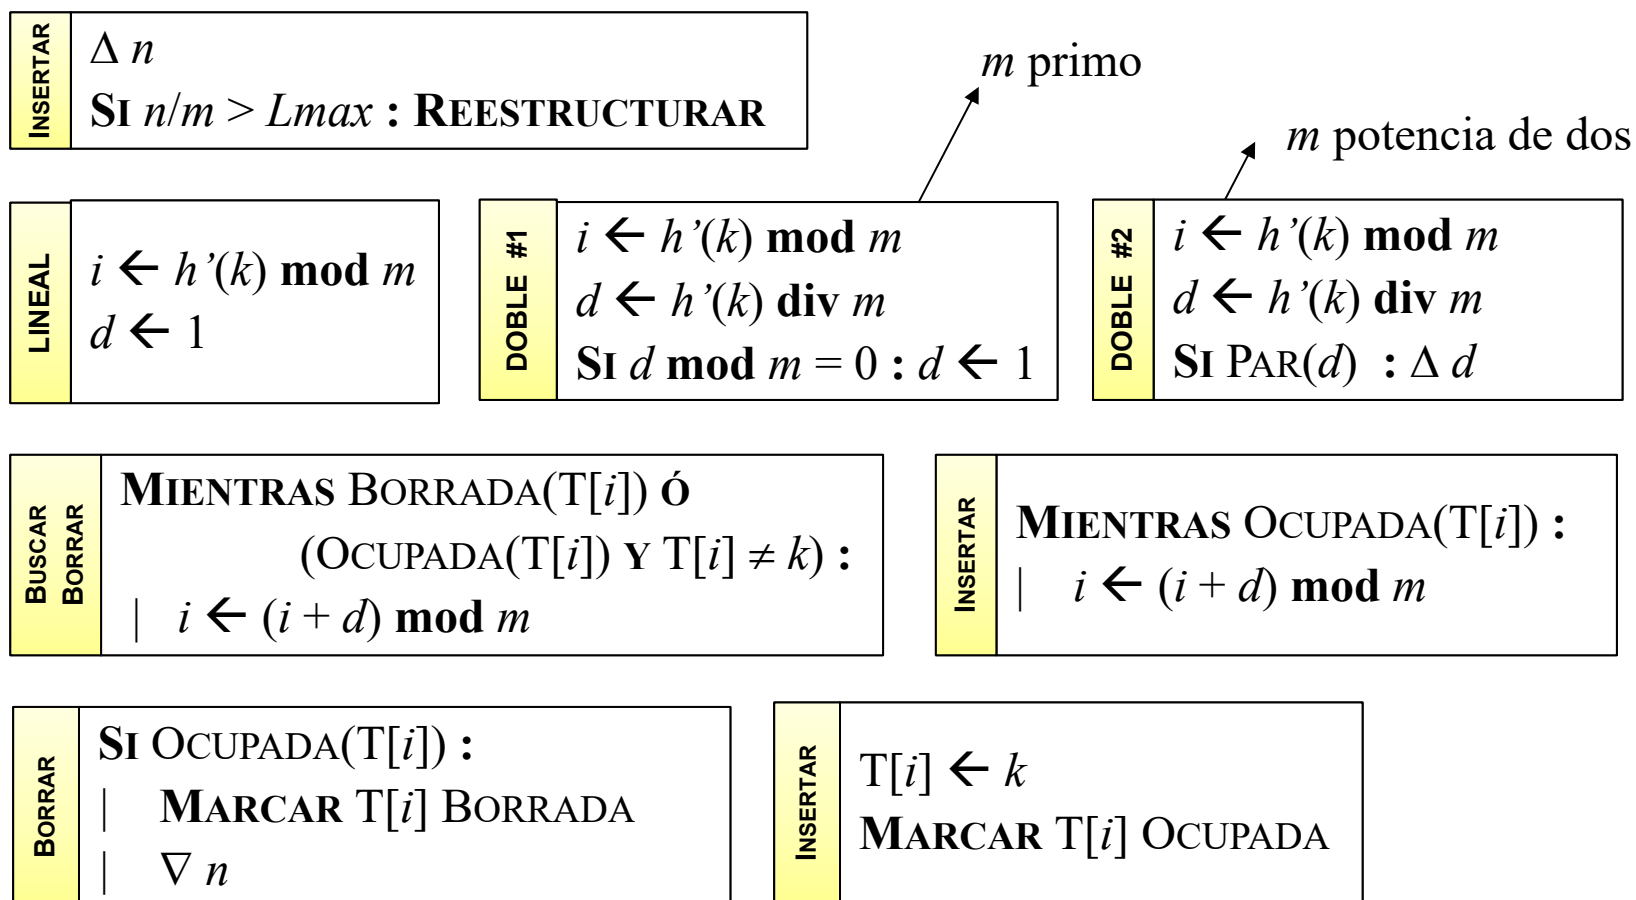 INSERTAR
Δ n
SI n/m > Lmax : REESTRUCTURAR
m primo
m potencia de dos
LINEAL
i ← h’(k) mod m
d ← 1
DOBLE #1
i ← h’(k) mod m
d ← h’(k) div m
SI d mod m = 0 : d ← 1
DOBLE #2
i ← h’(k) mod m
d ← h’(k) div m
SI PAR(d) : Δ d
BUSCAR
BORRAR
MIENTRAS BORRADA(T[i]) Ó
(OCUPADA(T[i]) Y T[i] ≠ k) :
| i ← (i + d) mod m
INSERTAR
MIENTRAS OCUPADA(T[i]) :
| i ← (i + d) mod m
BORRAR
SI OCUPADA(T[i]) :
| MARCAR T[i] BORRADA
| ∇ n
INSERTAR
T[i] ← k
MARCAR T[i] OCUPADA